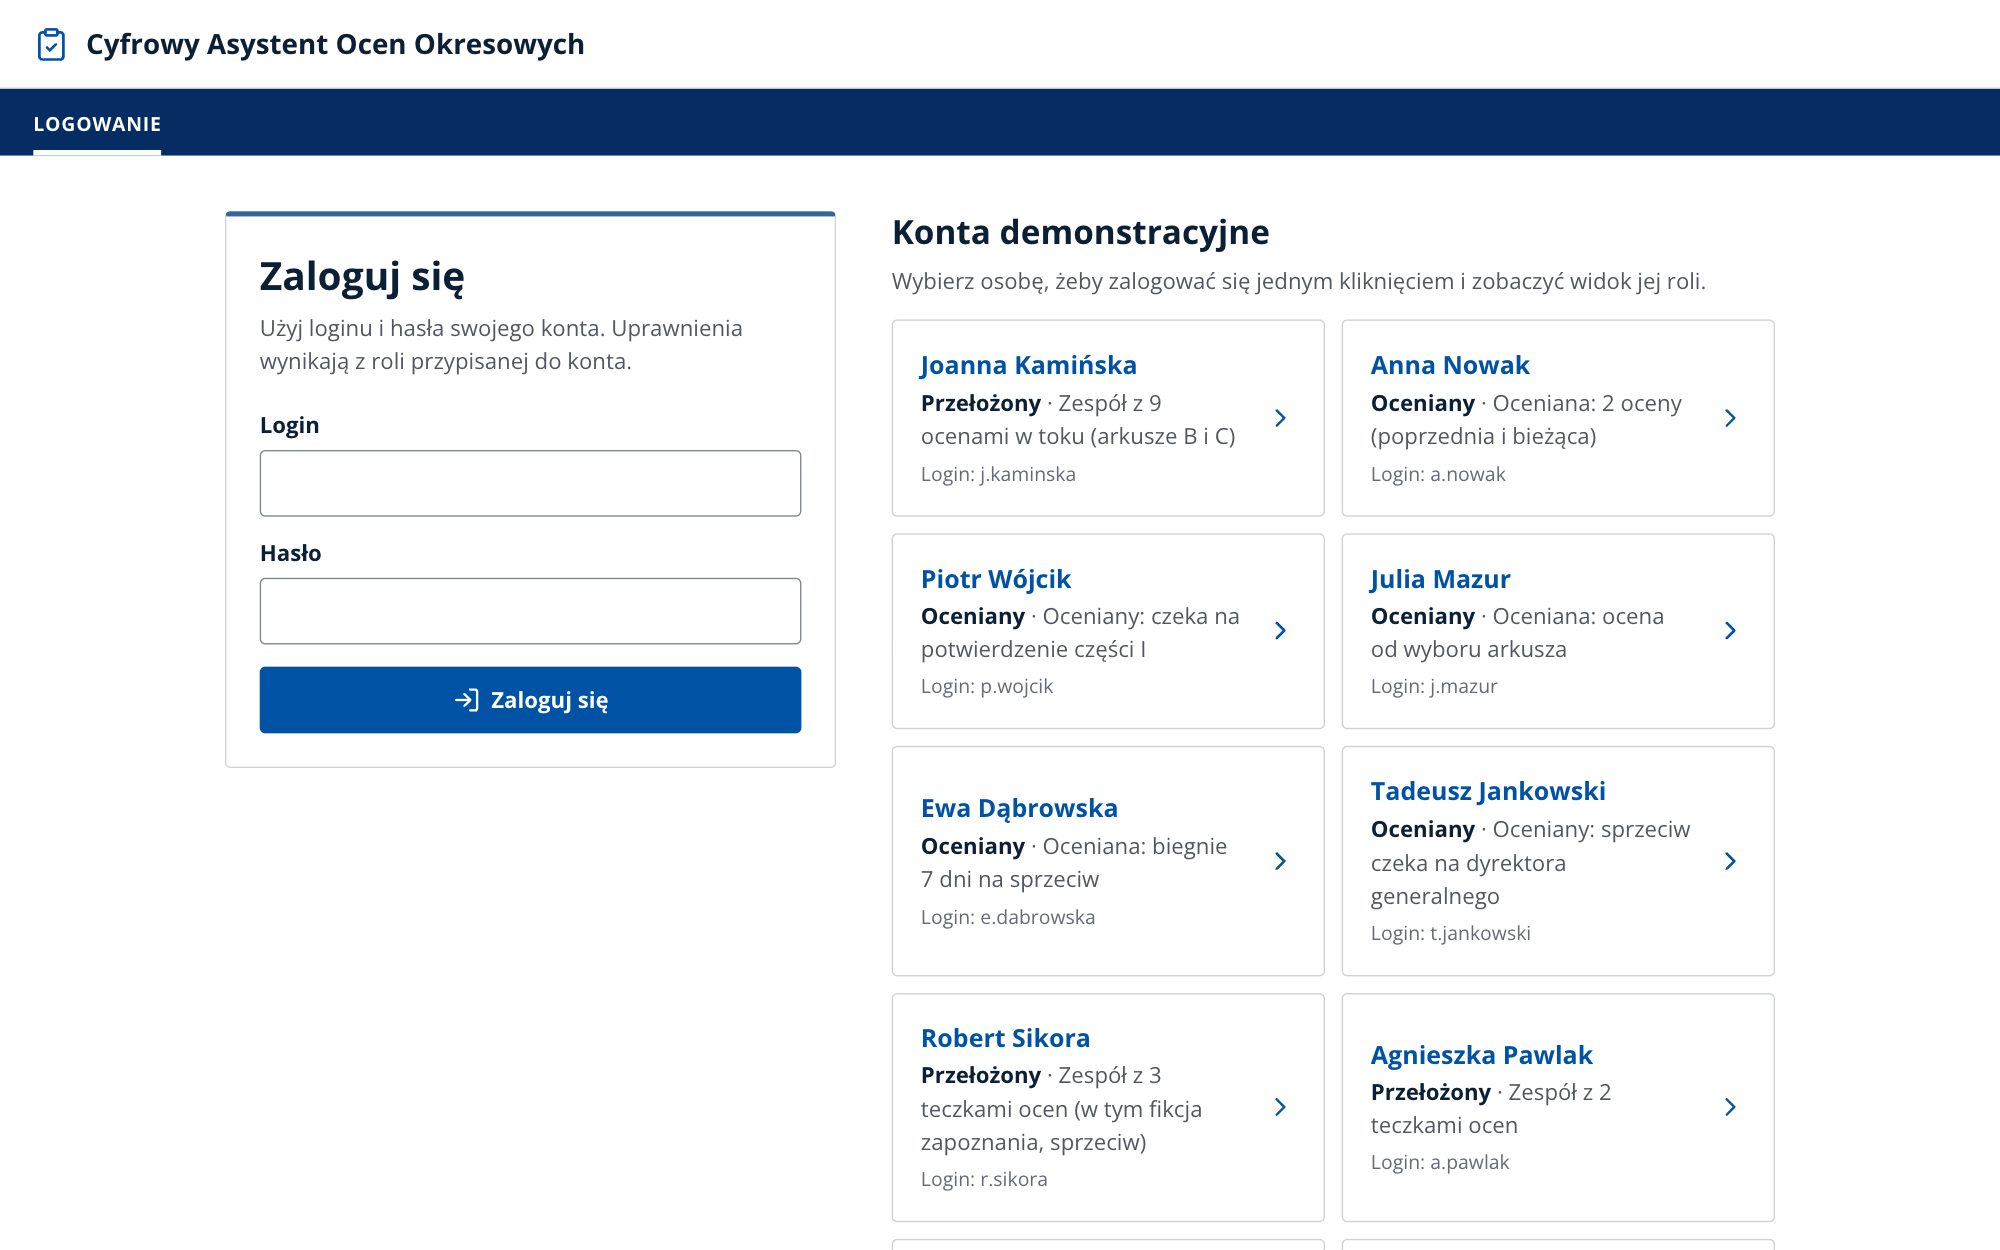 Cyfrowy Asystent Ocen Okresowych
LOGOWANIE
Zaloguj się
Użyj loginu i hasła swojego konta. Uprawnienia
wynikają z roli przypisanej do konta.
Login
Hasło
Zaloguj się
Konta demonstracyjne
Wybierz osobę, żeby zalogować się jednym kliknięciem i zobaczyć widok jej roli.
Joanna Kamińska
Przełożony · Zespół z 9
ocenami w toku (arkusze B i C)
Login: j.kaminska
Anna Nowak
Oceniany · Oceniana: 2 oceny
(poprzednia i bieżąca)
Login: a.nowak
Piotr Wójcik
Oceniany · Oceniany: czeka na
potwierdzenie części I
Login: p.wojcik
Julia Mazur
Oceniany · Oceniana: ocena
od wyboru arkusza
Login: j.mazur
Ewa Dąbrowska
Oceniany · Oceniana: biegnie
7 dni na sprzeciw
Login: e.dabrowska
Tadeusz Jankowski
Oceniany · Oceniany: sprzeciw
czeka na dyrektora
generalnego
Login: t.jankowski
Robert Sikora
Przełożony · Zespół z 3
teczkami ocen (w tym fikcja
zapoznania, sprzeciw)
Login: r.sikora
Agnieszka Pawlak
Przełożony · Zespół z 2
teczkami ocen
Login: a.pawlak